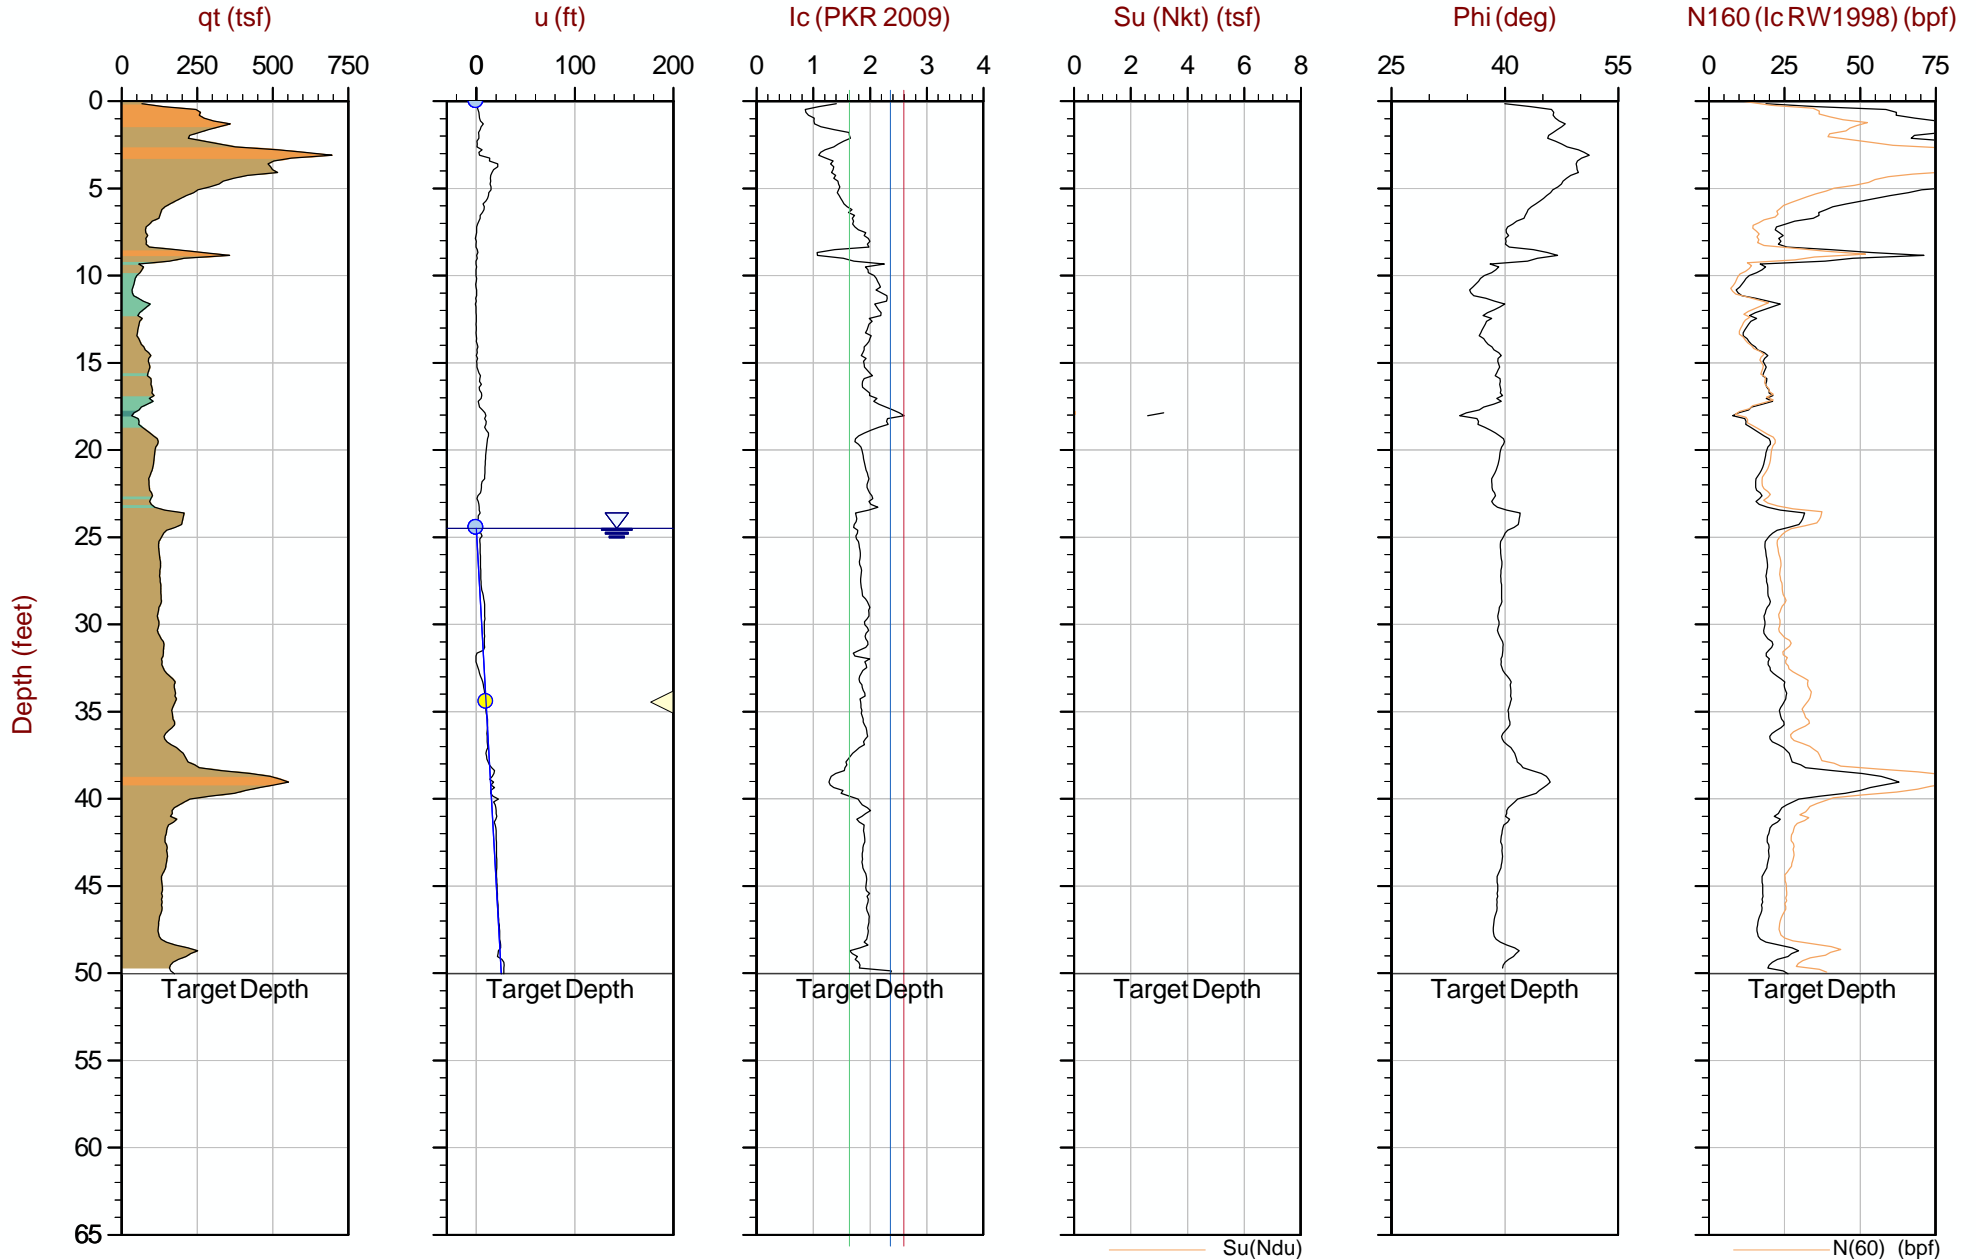 qt (tsf) u (ft) Ic (PKR 2009) Su (Nkt) (tsf) Phi (deg) N160 (Ic RW1998) (bpf)
0 250 500 750 0 100 200 0 1 2 3 4 0 2 4 6 8 25 40 55 0 25 50 75
0
5
10
15
20
25
30
35
40
45
50
55
60
65
Depth (feet)
Target Depth Target Depth Target Depth Target Depth Target Depth Target Depth
Su(Ndu) N(60) (bpf)